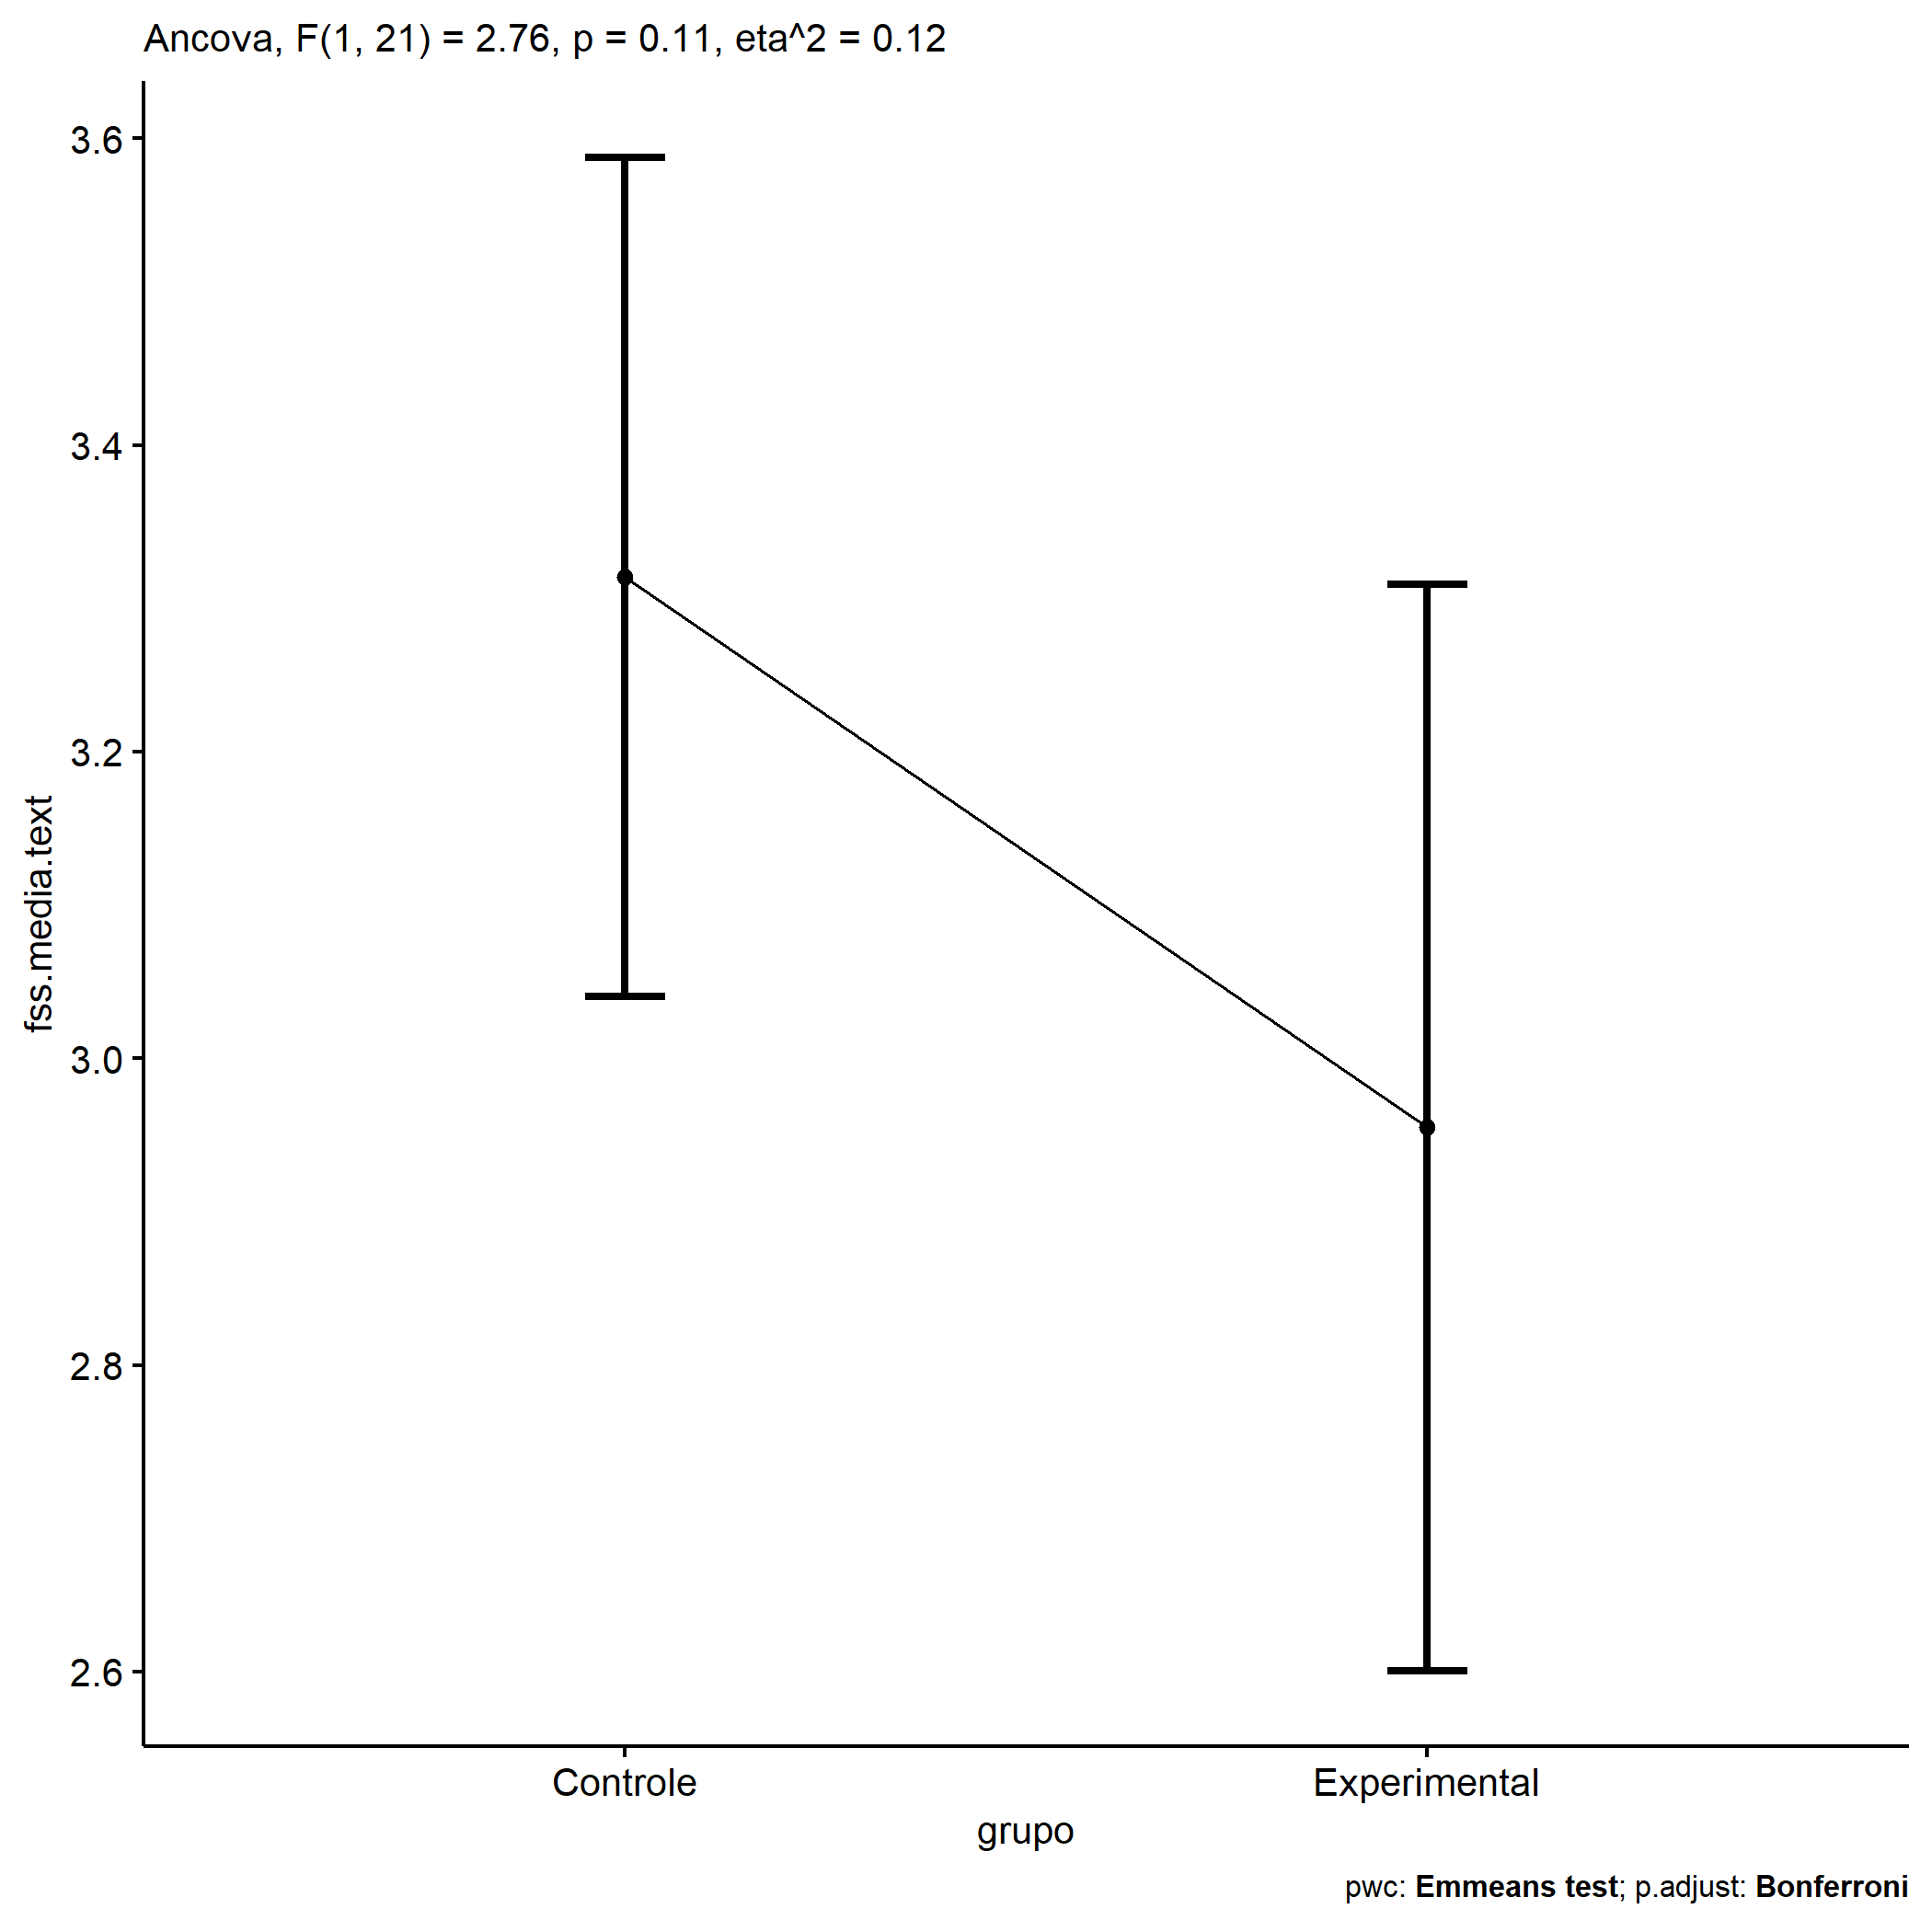 Ancova, F(1, 21) = 2.76, p = 0.11, eta^2 = 0.12
3.6
3.4
3.2
3.0
2.8
2.6
fss.media.text
Controle
Experimental
grupo
pwc: Emmeans test; p.adjust: Bonferroni